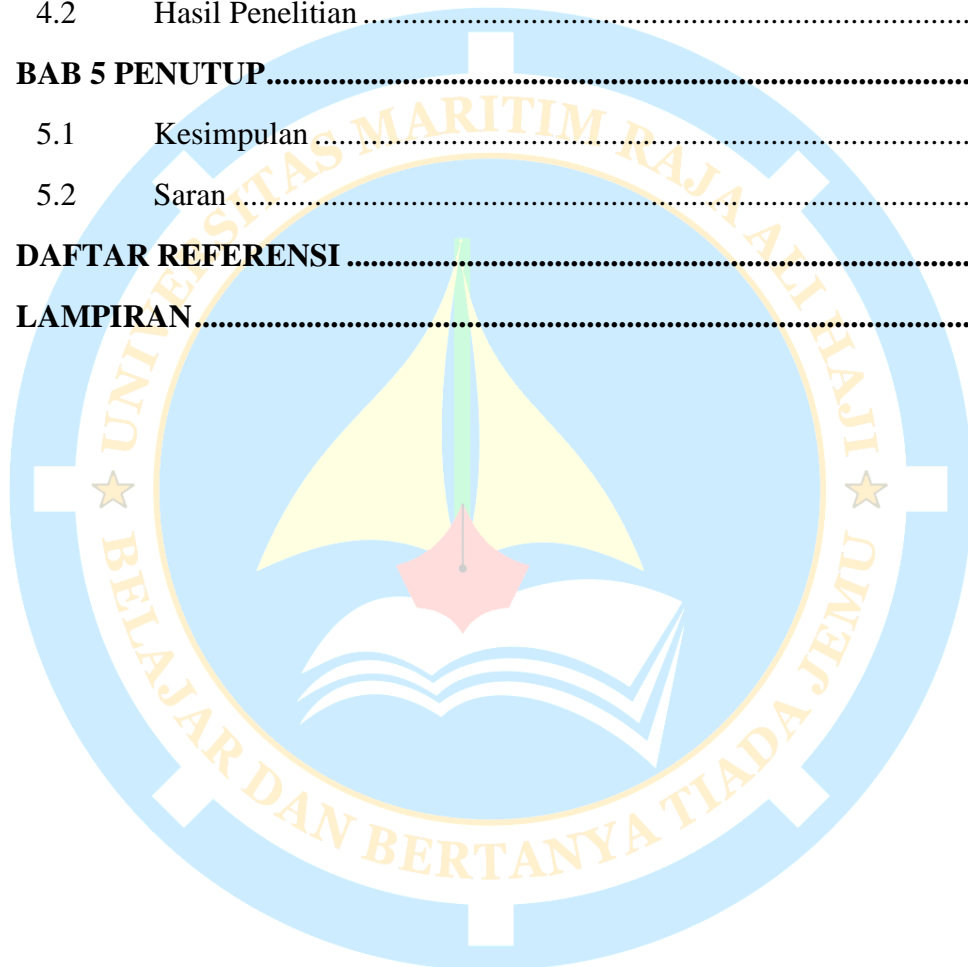 4.2 Hasil Penelitian ........................................................................
BAB 5 PENUTUP........................................................................
5.1 Kesimpulan ........................................................................
5.2 Saran ........................................................................
DAFTAR REFERENSI ........................................................................
LAMPIRAN........................................................................
UNIVERSITAS MARITIM RAJA ALI HAJI
BELAJAR DAN BERTANYA TIADA JEMU